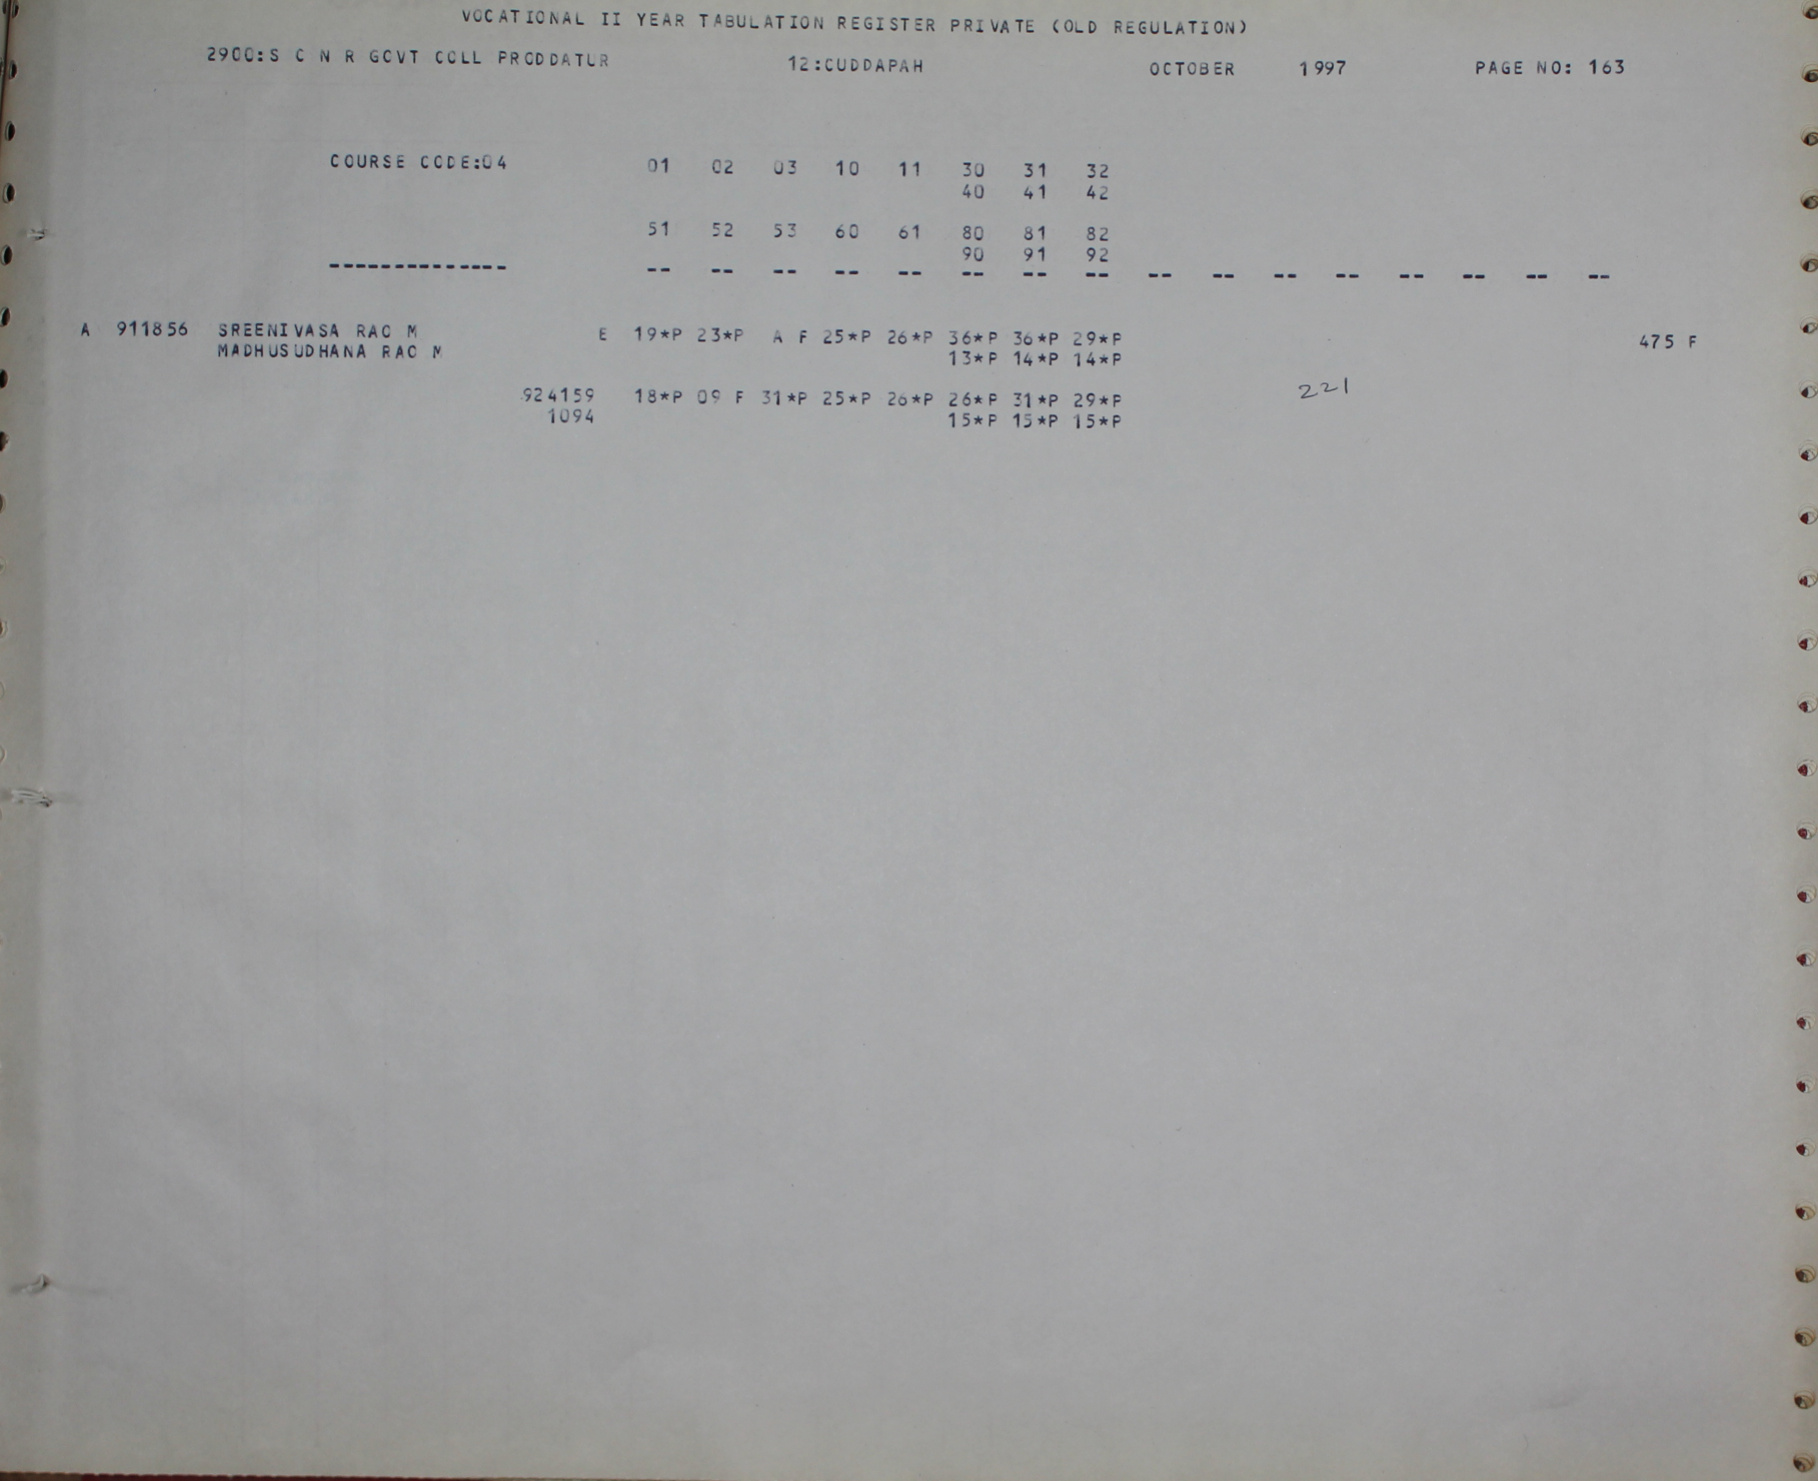 VOCATIONAL II YEAR TABULATION REGISTER PRIVATE (OLD REGULATION)
2900:S C N R GOVT COLL PRODDATUR 12:CUDDAPAH OCTOBER 1997 PAGE NO: 163
COURSE CODE:04 01 02 03 10 11 30 31 32
40 41 42
51 52 53 60 61 80 81 82
90 91 92
-------------- -- -- -- -- -- -- -- -- -- -- -- -- -- -- -- --
A 911856 SREENIVASA RAO M E 19*P 23*P A F 25*P 26*P 36*P 36*P 29*P 475 F
MADHUSUDHANA RAO M 13*P 14*P 14*P
924159 18*P 09 F 31*P 25*P 26*P 26*P 31*P 29*P 221
1094 15*P 15*P 15*P